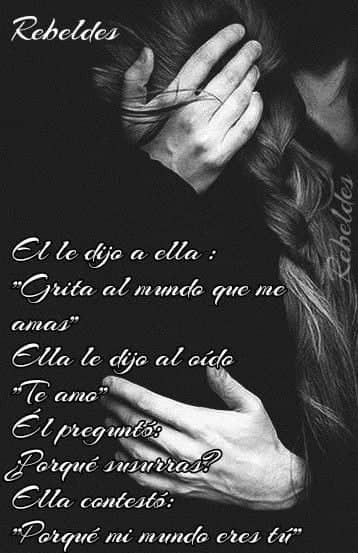 Rebeldes
El le dijo a ella :
"Grita al mundo que me
amas"
Ella le dijo al oído
"Te amo"
Él preguntó:
¿Porqué susurras?
Ella contestó:
"Porqué mi mundo eres tú"
Rebeldes